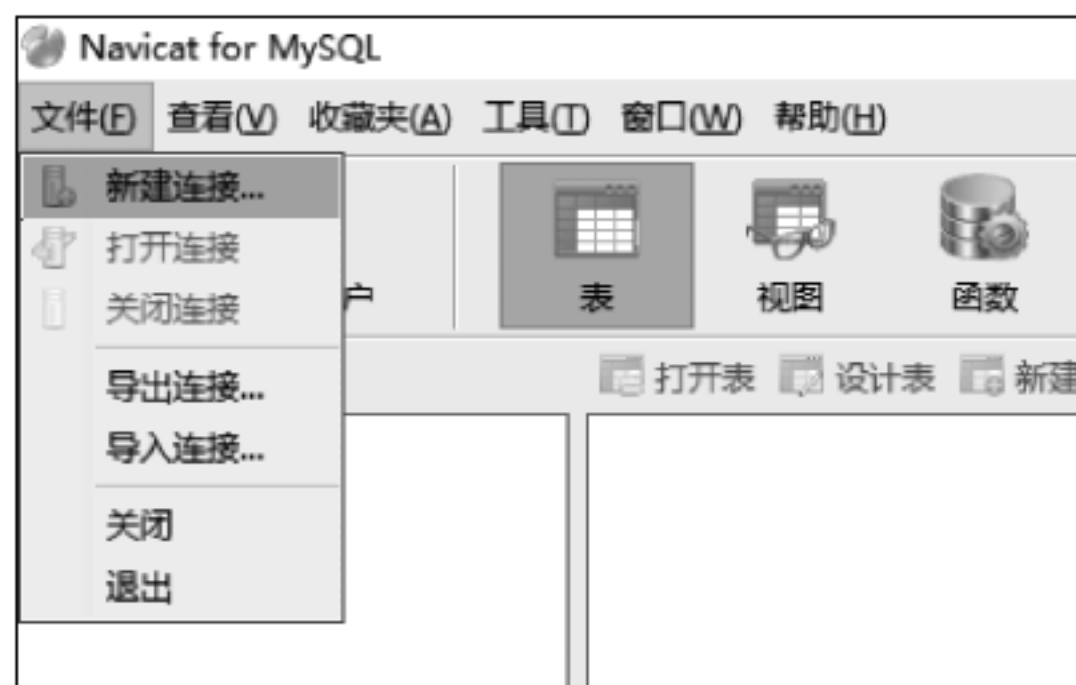 Navicat for MySQL
文件(F) 查看(V) 收藏夹(A) 工具(T) 窗口(W) 帮助(H)
新建连接...
打开连接
关闭连接
户 表 视图 函数
打开表 设计表 新建
导出连接...
导入连接...
关闭
退出